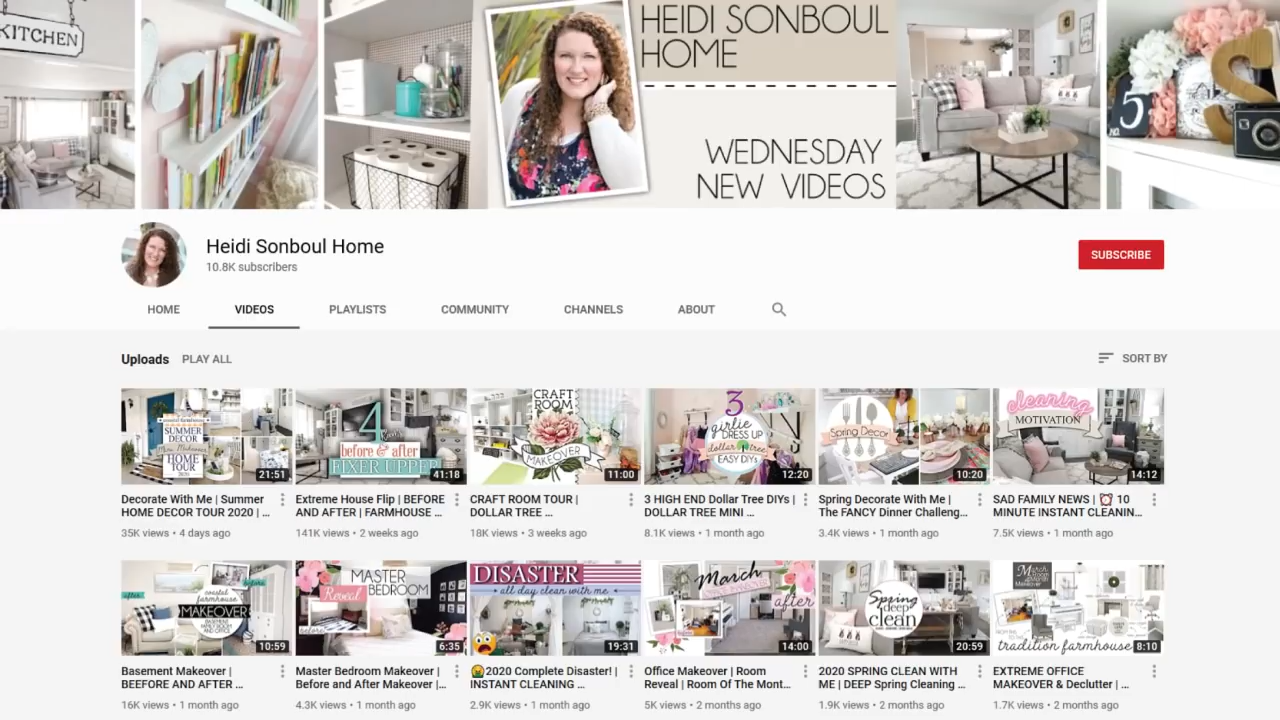 KITCHEN
HEIDI SONBOUL
HOME
WEDNESDAY
NEW VIDEOS
5
S
Heidi Sonboul Home
10.8K subscribers
SUBSCRIBE
HOME VIDEOS PLAYLISTS COMMUNITY CHANNELS ABOUT
Uploads PLAY ALL SORT BY
SUMMER
DECOR
HOME
TOUR
21:51
4
before & after
FIXER UPPER
41:18
CRAFT
ROOM
MAKEOVER
11:00
3
girlie
DRESS UP
dollar tree
EASY DIYs
12:20
Spring Decor
10:20
cleaning
MOTIVATION
14:12
Decorate With Me | Summer
HOME DECOR TOUR 2020 | ...
35K views • 4 days ago
Extreme House Flip | BEFORE
AND AFTER | FARMHOUSE ...
141K views • 2 weeks ago
CRAFT ROOM TOUR |
DOLLAR TREE ...
18K views • 3 weeks ago
3 HIGH END Dollar Tree DIYs |
DOLLAR TREE MINI ...
8.1K views • 1 month ago
Spring Decorate With Me |
The FANCY Dinner Challeng...
3.4K views • 1 month ago
SAD FAMILY NEWS | ⏰ 10
MINUTE INSTANT CLEANIN...
7.5K views • 1 month ago
after
before
coastal
farmhouse
MAKEOVER
BASEMENT
FAMILY ROOM
AND OFFICE
10:59
MASTER
BEDROOM
Reveal
before
6:35
DISASTER
all day clean with me
19:31
March
after
14:00
Spring
deep
clean
20:59
March
tradition farmhouse
8:10
Basement Makeover |
BEEFORE AND AFTER ...
16K views • 1 month ago
Master Bedroom Makeover |
Before and After Makeover |...
4.3K views • 1 month ago
🤮2020 Complete Disaster! |
INSTANT CLEANING ...
2.9K views • 1 month ago
Office Makeover | Room
Reveal | Room Of The Mont...
5K views • 2 months ago
2020 SPRING CLEAN WITH
ME | DEEP Spring Cleaning ...
1.9K views • 2 months ago
EXTREME OFFICE
MAKEOVER & Declutter | ...
1.7K views • 2 months ago